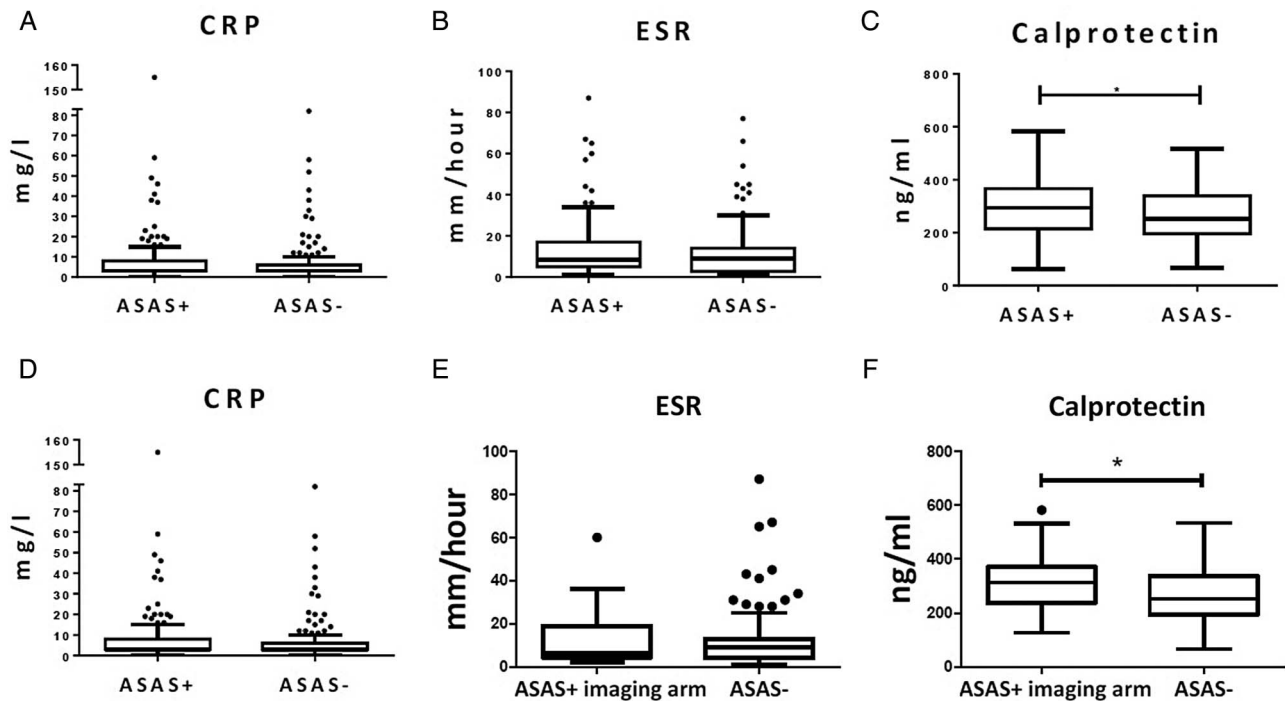 A
CRP
mg/l
160
150
80
70
60
50
40
30
20
10
0
ASAS+ ASAS-
B
ESR
mm/hour
100
80
60
40
20
0
ASAS+ ASAS-
C
Calprotectin
*
ng/ml
800
600
400
200
0
ASAS+ ASAS-
D
CRP
mg/l
160
150
80
70
60
50
40
30
20
10
0
ASAS+ ASAS-
E
ESR
mm/hour
100
80
60
40
20
0
ASAS+ imaging arm ASAS-
F
Calprotectin
*
ng/ml
800
600
400
200
0
ASAS+ imaging arm ASAS-